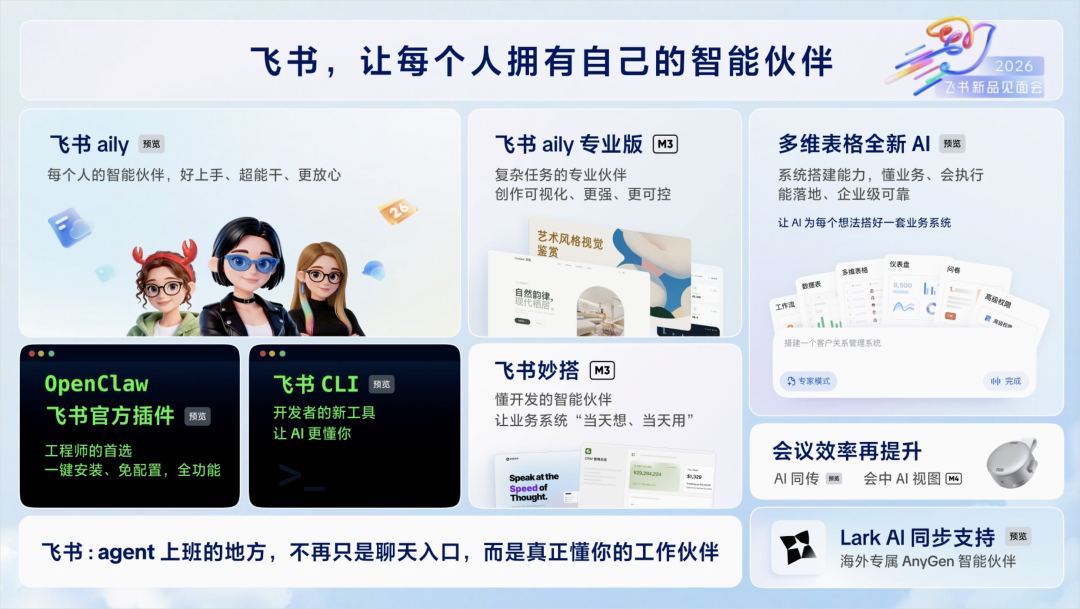 飞书，让每个人拥有自己的智能伙伴
2026
飞书新品见面会
飞书 aily 预览
每个人的智能伙伴，好上手、超能干、更放心
26
飞书 aily 专业版 M3
复杂任务的专业伙伴
创作可视化、更强、更可控
艺术风格视觉
鉴赏
自然韵律，
现代栖居
多维表格全新 AI 预览
系统搭建能力，懂业务、会执行
能落地、企业级可靠
让 AI 为每个想法搭好一套业务系统
工作流
数据表
多维表格
仪表盘
8,500
问卷
高级权限
高级权限
搭建一个客户关系管理系统
专家模式
完成
OpenClaw
飞书官方插件 预览
工程师的首选
一键安装、免配置，全功能
飞书 CLI 预览
开发者的新工具
让 AI 更懂你
>_
飞书妙搭 M3
懂开发的智能伙伴
让业务系统“当天想、当天用”
Speak at the
Speed of
Thought.
$1,329
会议效率再提升
AI 同传 预览 会中 AI 视图 M4
飞书：agent 上班的地方，不再只是聊天入口，而是真正懂你的工作伙伴
Lark AI 同步支持 预览
海外专属 AnyGen 智能伙伴